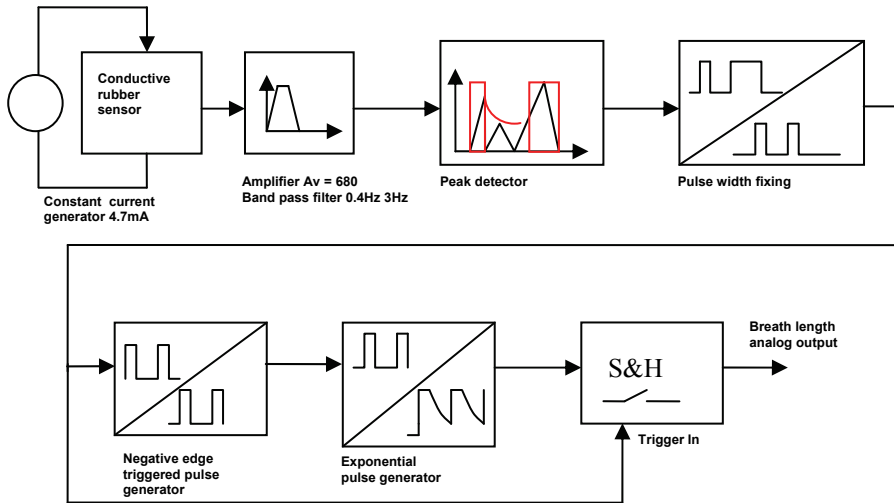 Conductive
rubber
sensor
Constant current
generator 4.7mA
Amplifier Av = 680
Band pass filter 0.4Hz 3Hz
Peak detector
Pulse width fixing
Negative edge
triggered pulse
generator
Exponential
pulse generator
S&H
Trigger In
Breath length
analog output